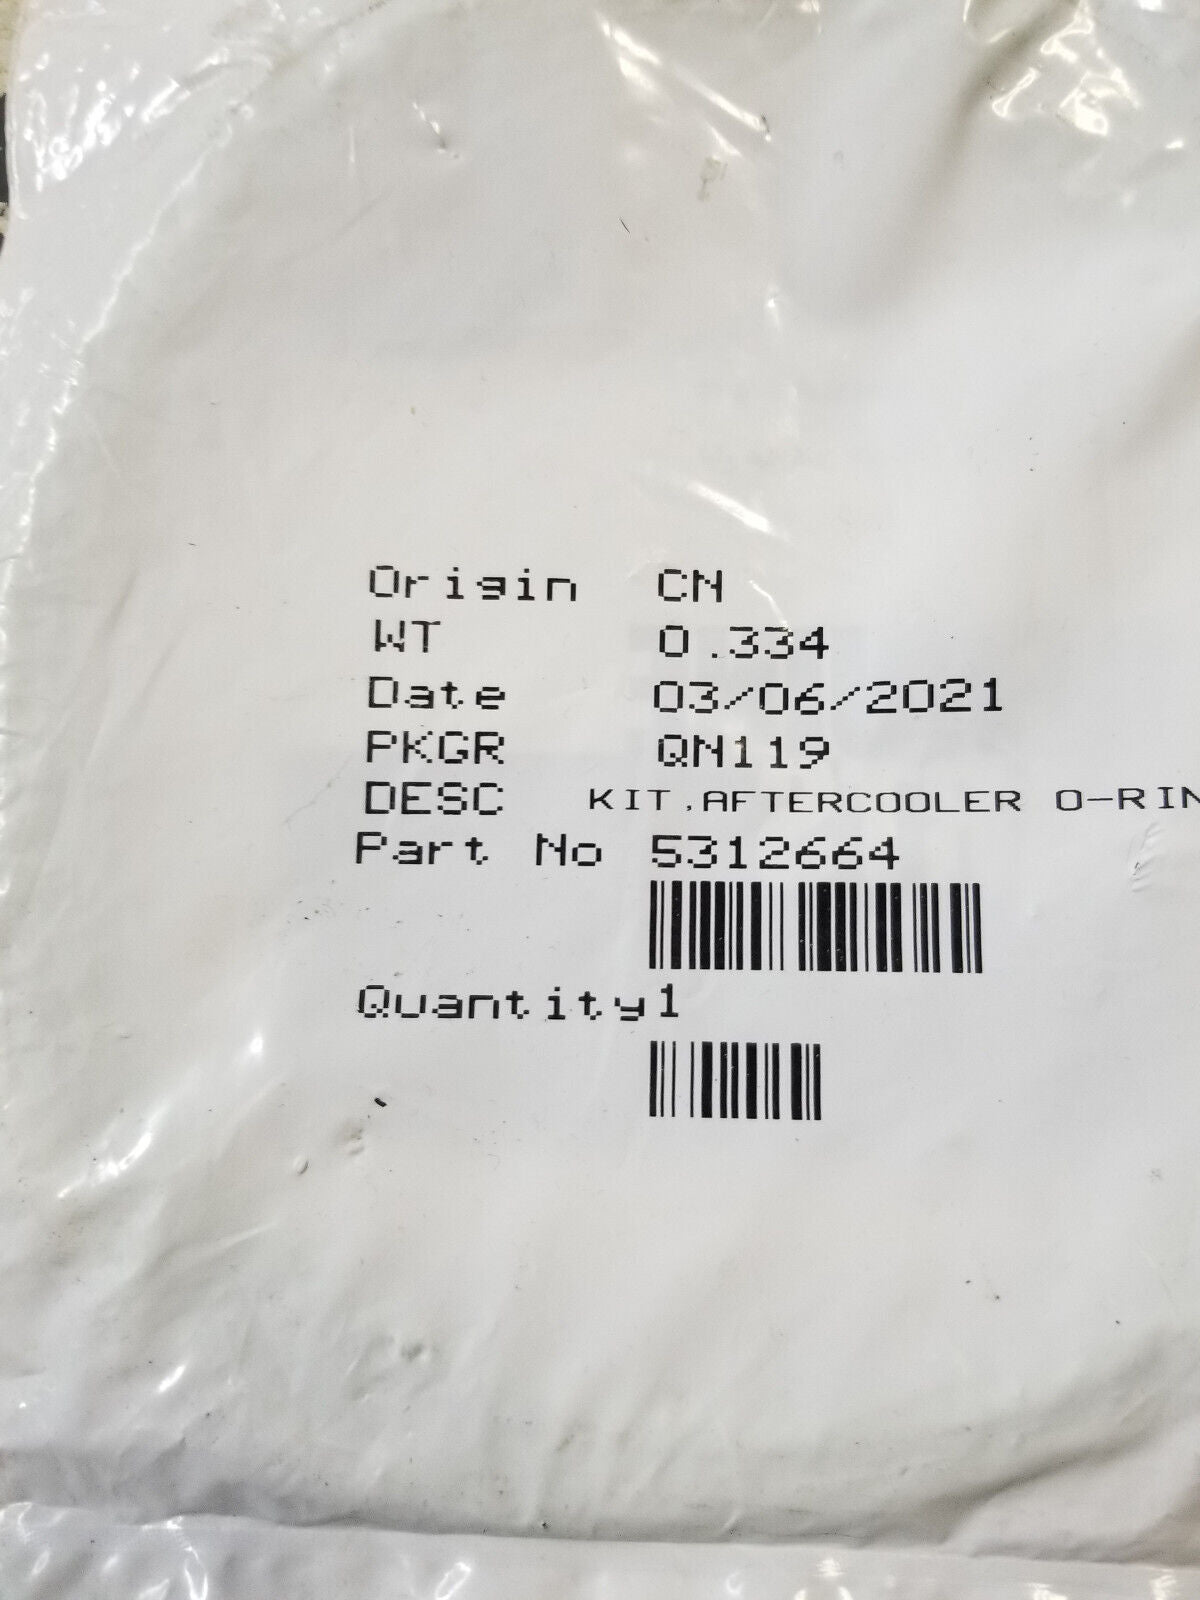 Origin CN
WT 0.334
Date 03/06/2021
PKGR QN119
DESC KIT,AFTERCOOLER O-RIN
Part No 5312664
Quantity1